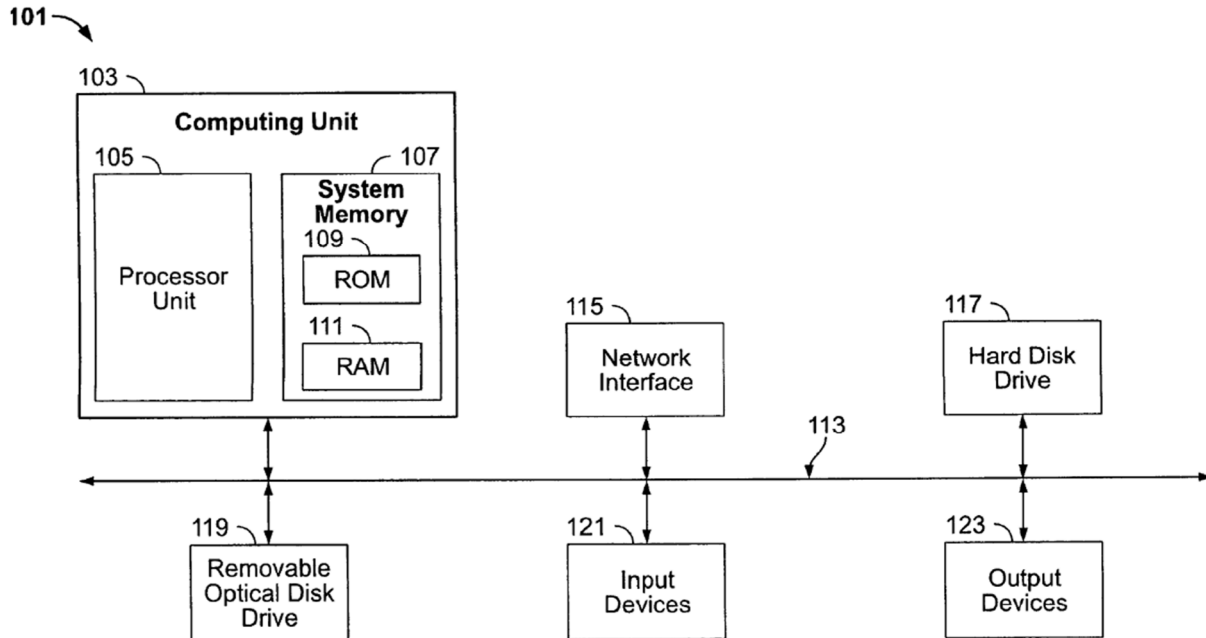 101
103
Computing Unit
105
107
Processor
Unit
System
Memory
109
ROM
111
RAM
115
Network
Interface
117
Hard Disk
Drive
113
119
Removable
Optical Disk
Drive
121
Input
Devices
123
Output
Devices